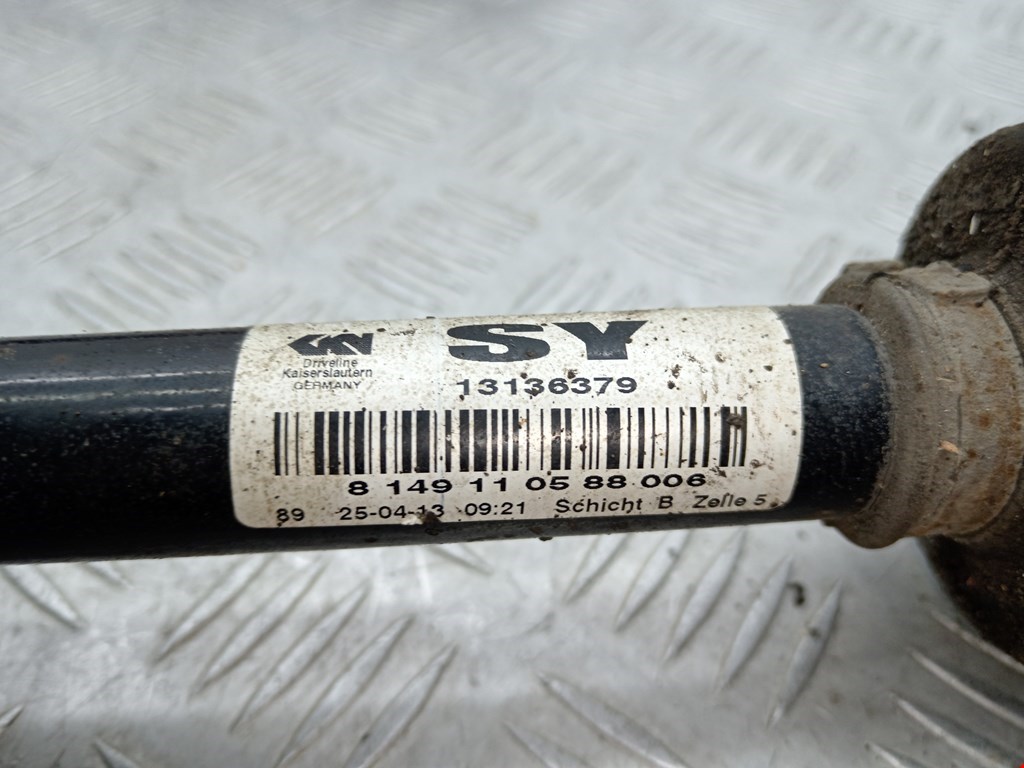 GKN SY
Driveline
Kaiserslautern
GERMANY
13136379
8 149 11 05 88 006
89 25-04-13 09:21 Schicht B Zelle 5